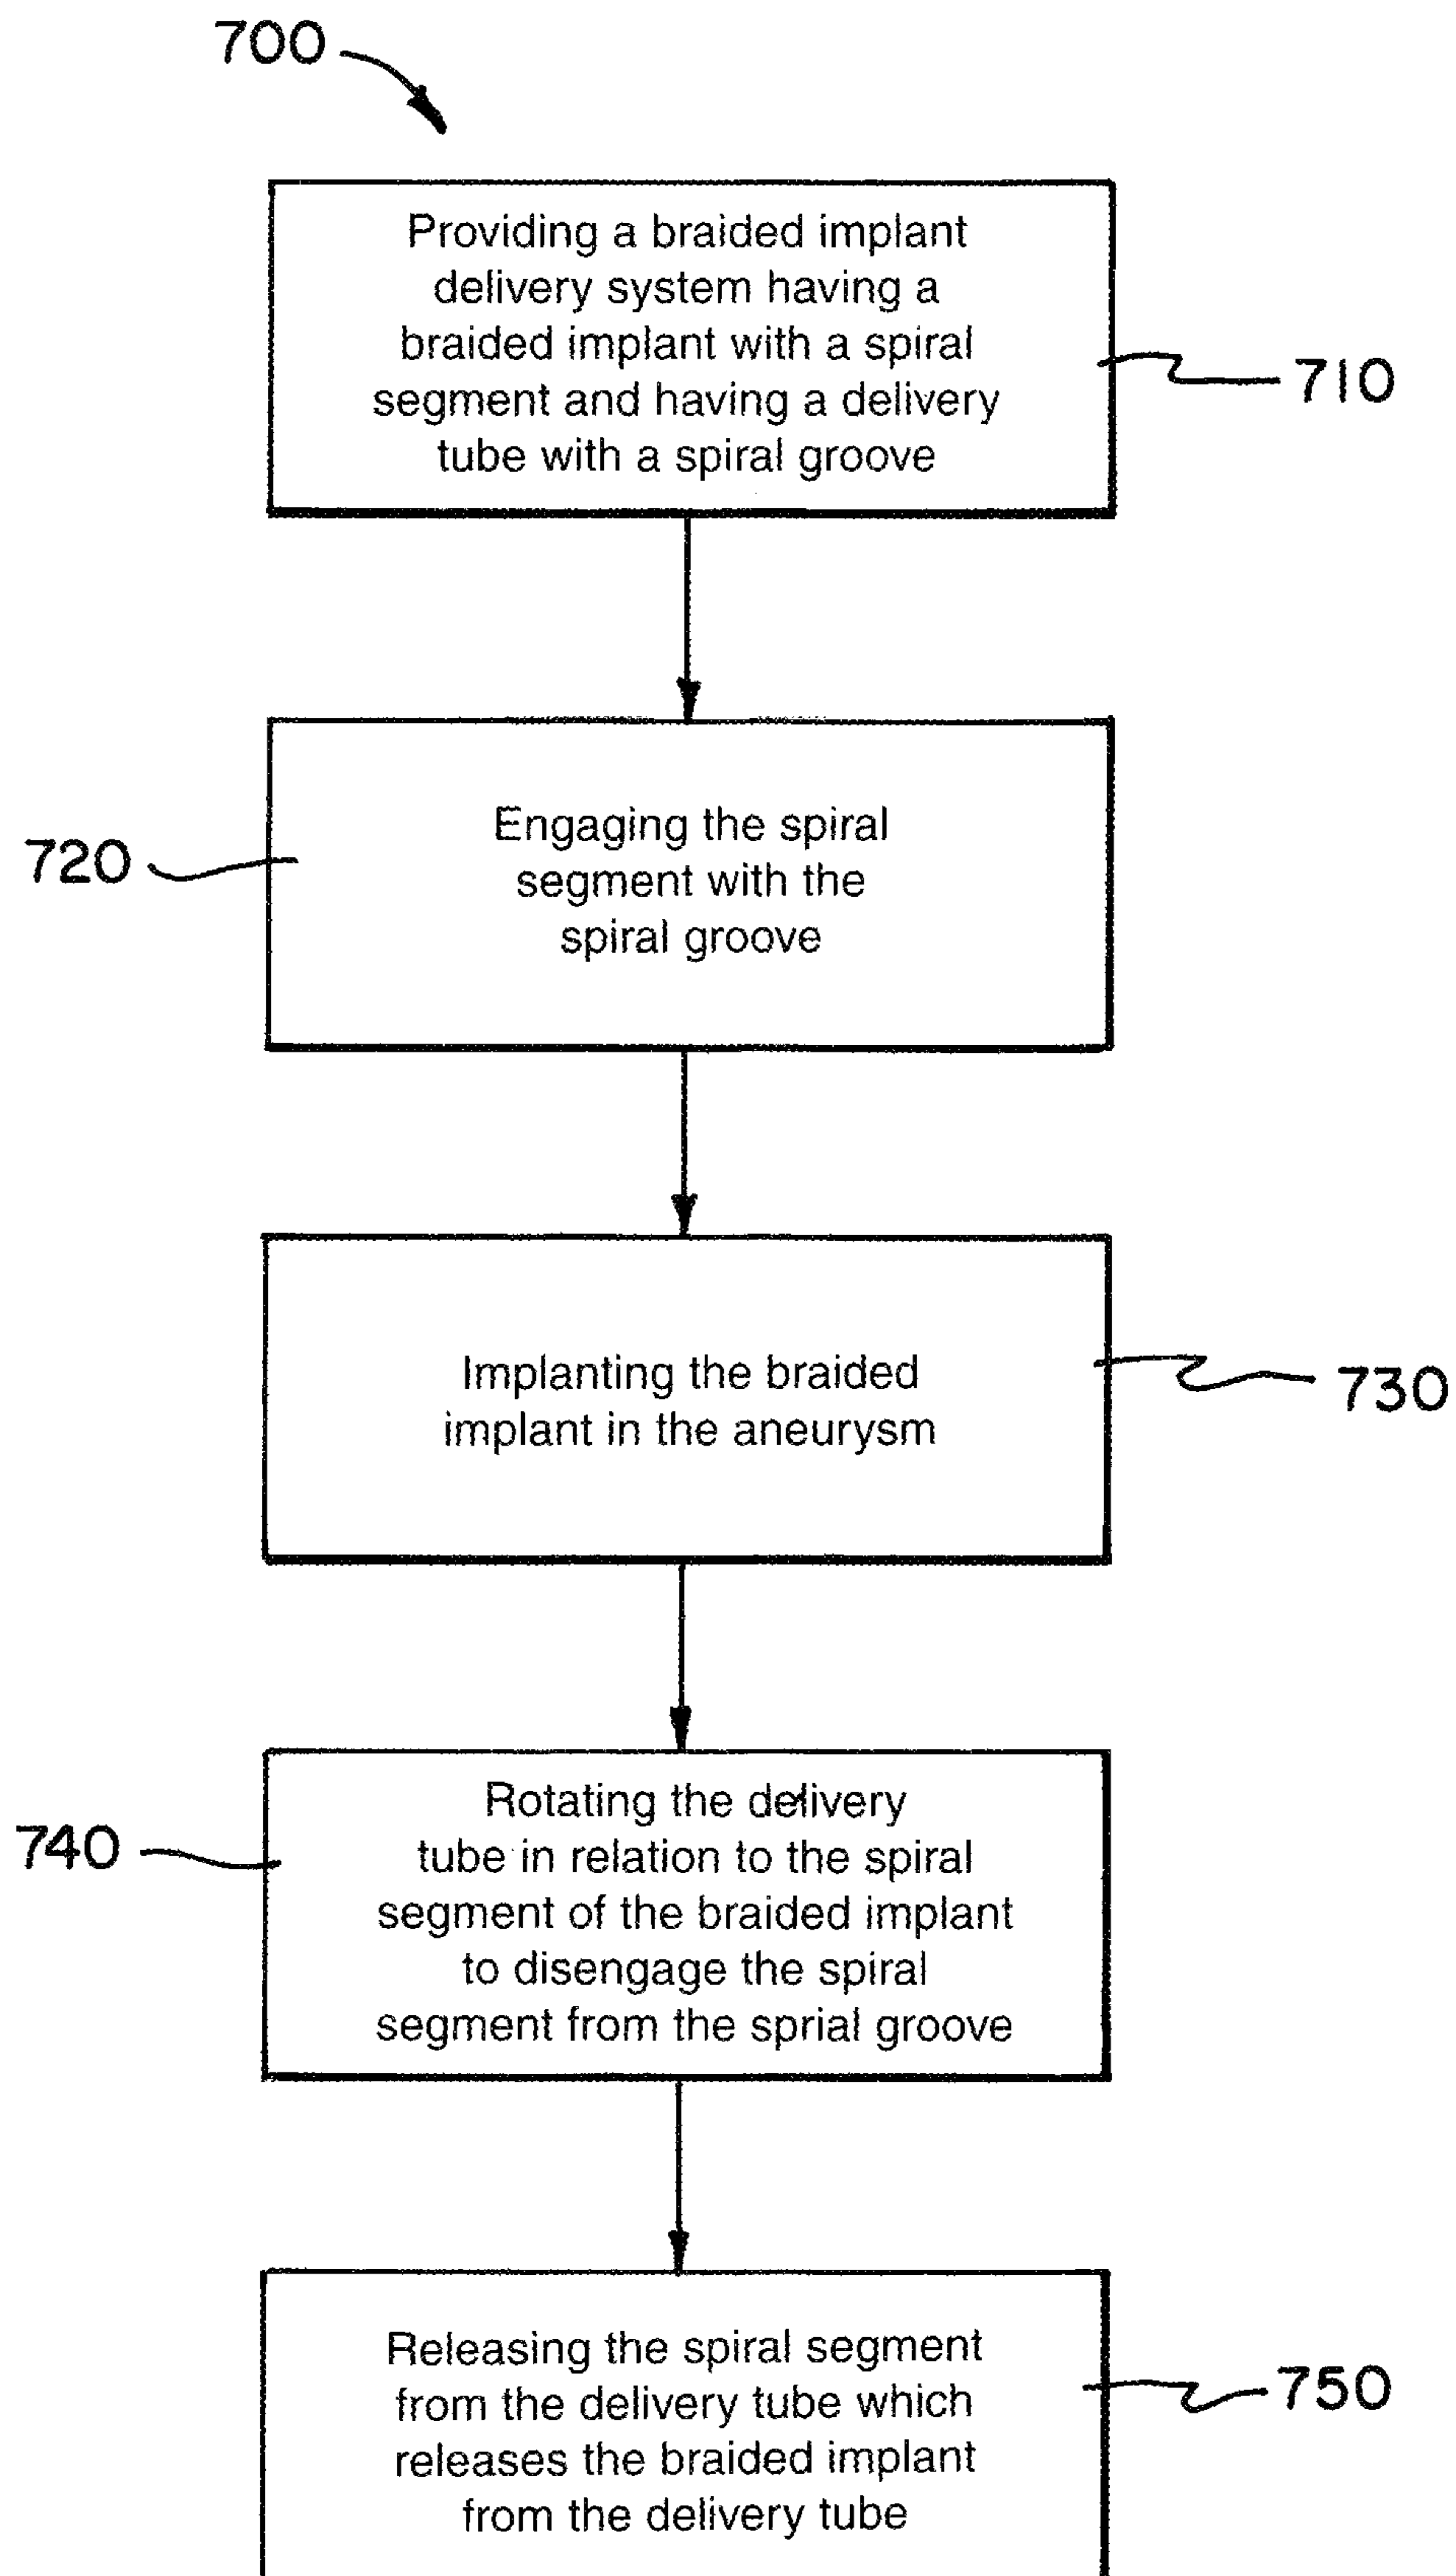 700
Providing a braided implant
delivery system having a
braided implant with a spiral
segment and having a delivery
tube with a spiral groove
710
Engaging the spiral
segment with the
spiral groove
720
Implanting the braided
implant in the aneurysm
730
Rotating the delivery
tube in relation to the spiral
segment of the braided implant
to disengage the spiral
segment from the sprial groove
740
Releasing the spiral segment
from the delivery tube which
releases the braided implant
from the delivery tube
750